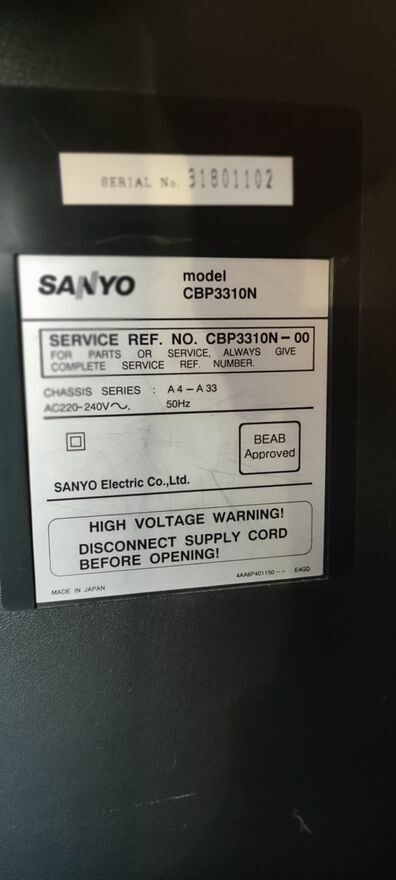 SERIAL No. 31801102
SANYO
model
CBP3310N
SERVICE REF. NO. CBP3310N-00
FOR PARTS OR SERVICE, ALWAYS GIVE
COMPLETE SERVICE REF. NUMBER.
CHASSIS SERIES : A4-A33
AC220-240V~, 50Hz
BEAB
Approved
SANYO Electric Co.,Ltd.
HIGH VOLTAGE WARNING!
DISCONNECT SUPPLY CORD
BEFORE OPENING!
MADE IN JAPAN
4AA6P401150-- E4GD